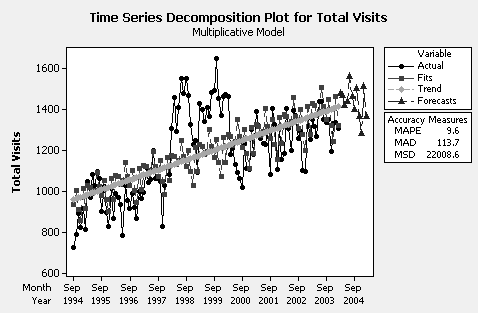 Time Series Decomposition Plot for Total Visits
Multiplicative Model
Variable
Actual
Fits
Trend
Forecasts
Accuracy Measures
MAPE 9.6
MAD 113.7
MSD 22008.6
Total Visits
1600
1400
1200
1000
800
600
Month Sep Sep Sep Sep Sep Sep Sep Sep Sep Sep Sep
Year 1994 1995 1996 1997 1998 1999 2000 2001 2002 2003 2004